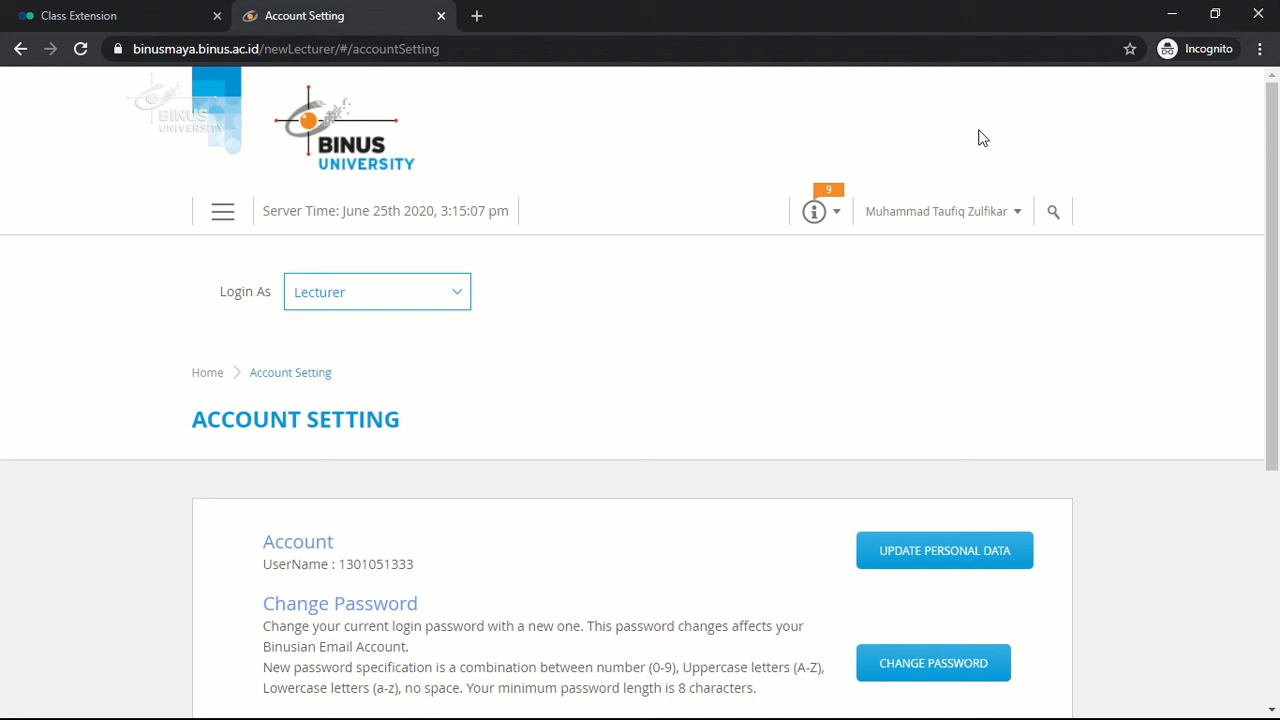 Class Extension
Account Setting
binusmaya.binus.ac.id/newLecturer/#/accountSetting
Incognito
BINUS
UNIVERSITY
BINUS
UNIVERSITY
9
Server Time: June 25th 2020, 3:15:07 pm
Muhammad Taufiq Zulfikar
Login As
Lecturer
Home
Account Setting
ACCOUNT SETTING
Account
UPDATE PERSONAL DATA
UserName : 1301051333
Change Password
Change your current login password with a new one. This password changes affects your
Binusian Email Account.
CHANGE PASSWORD
New password specification is a combination between number (0-9), Uppercase letters (A-Z),
Lowercase letters (a-z), no space. Your minimum password length is 8 characters.